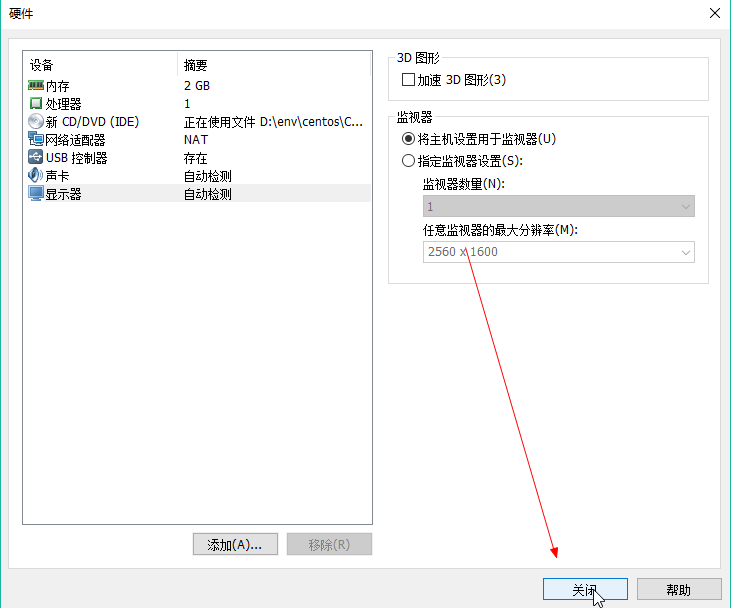 硬件
设备 摘要
内存 2 GB
处理器 1
新 CD/DVD (IDE) 正在使用文件 D:\env\centos\C...
网络适配器 NAT
USB 控制器 存在
声卡 自动检测
显示器 自动检测
添加(A)... 移除(R)
3D 图形
加速 3D 图形(3)
监视器
将主机设置用于监视器(U)
指定监视器设置(S):
监视器数量(N):
1
任意监视器的最大分辨率(M):
2560 x 1600
关闭 帮助